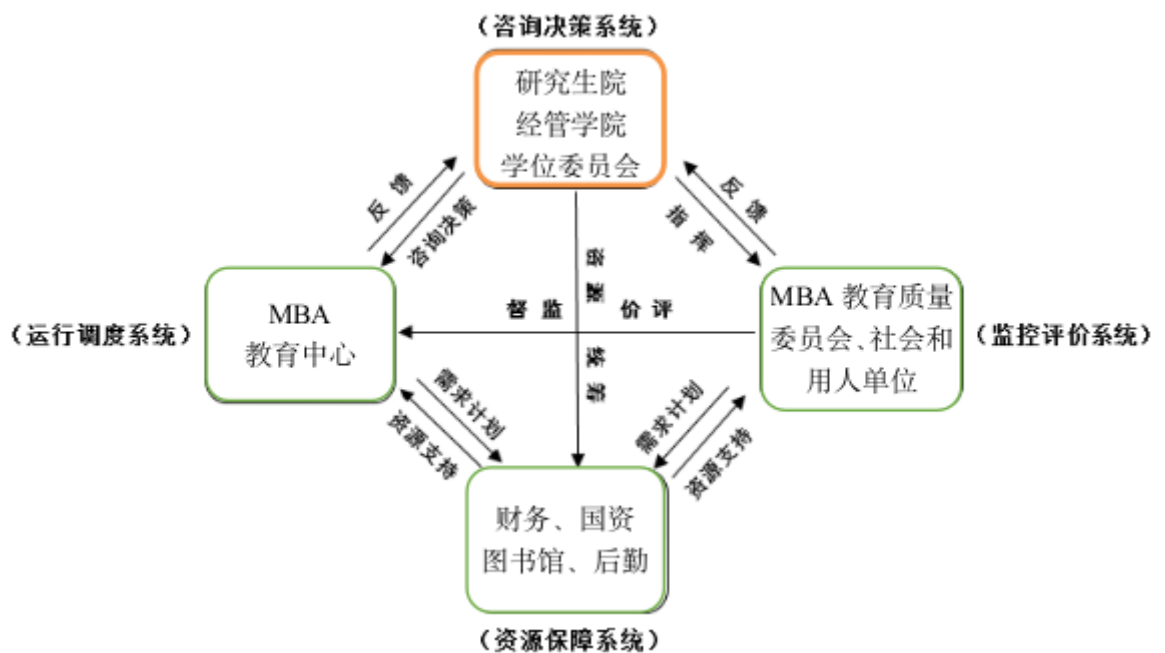 （咨询决策系统）
研究生院
经管学院
学位委员会
反馈
咨询决策
反馈
指挥
资源统筹
督监 价评
（运行调度系统）
MBA
教育中心
MBA 教育质量
委员会、社会和
用人单位
（监控评价系统）
需求计划
资源支持
需求计划
资源支持
财务、国资
图书馆、后勤
（资源保障系统）